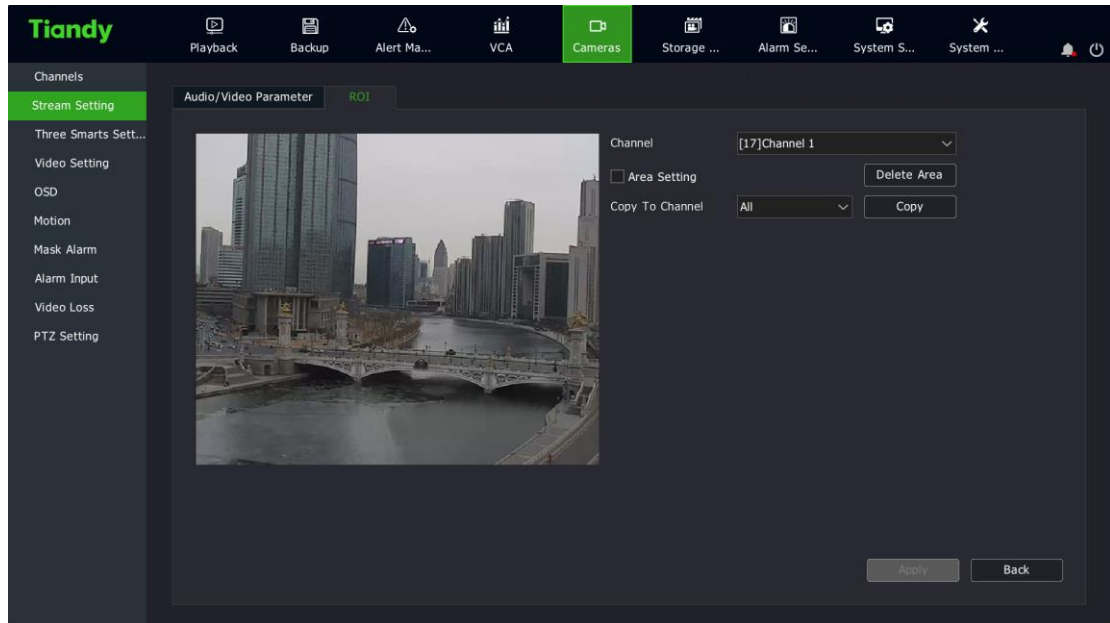 Tiandy
Playback
Backup
Alert Ma...
VCA
Cameras
Storage ...
Alarm Se...
System S...
System ...
Channels
Stream Setting
Three Smarts Sett...
Video Setting
OSD
Motion
Mask Alarm
Alarm Input
Video Loss
PTZ Setting
Audio/Video Parameter
ROI
Channel
[17]Channel 1
Area Setting
Delete Area
Copy To Channel
All
Copy
Apply
Back